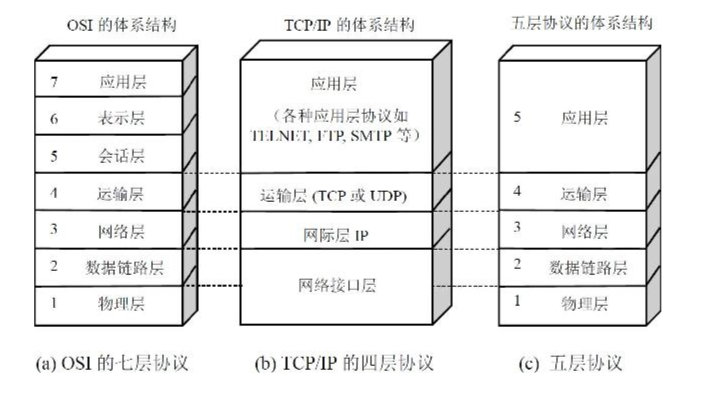 OSI 的体系结构
TCP/IP 的体系结构
五层协议的体系结构
7 应用层
6 表示层
5 会话层
4 运输层
3 网络层
2 数据链路层
1 物理层
应用层
（各种应用层协议如
TELNET, FTP, SMTP 等）
运输层 (TCP 或 UDP)
网际层 IP
网络接口层
5 应用层
4 运输层
3 网络层
2 数据链路层
1 物理层
(a) OSI 的七层协议
(b) TCP/IP 的四层协议
(c) 五层协议